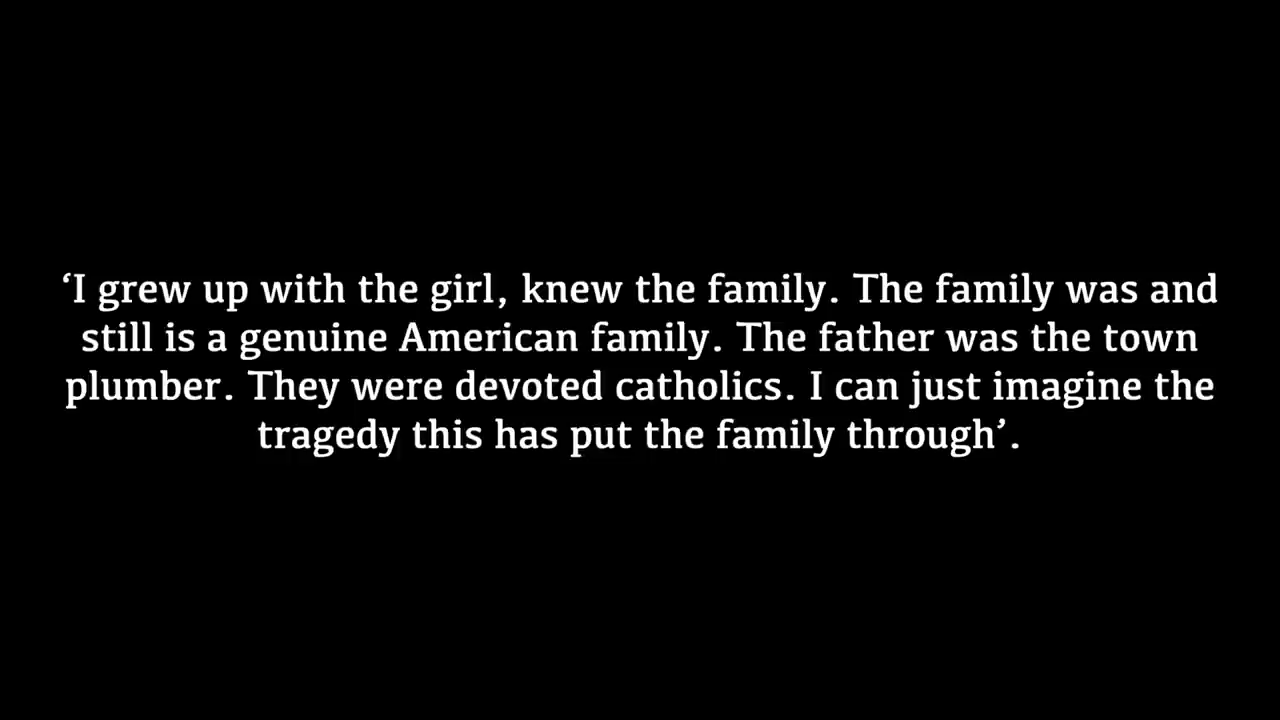 ‘I grew up with the girl, knew the family. The family was and
still is a genuine American family. The father was the town
plumber. They were devoted catholics. I can just imagine the
tragedy this has put the family through’.